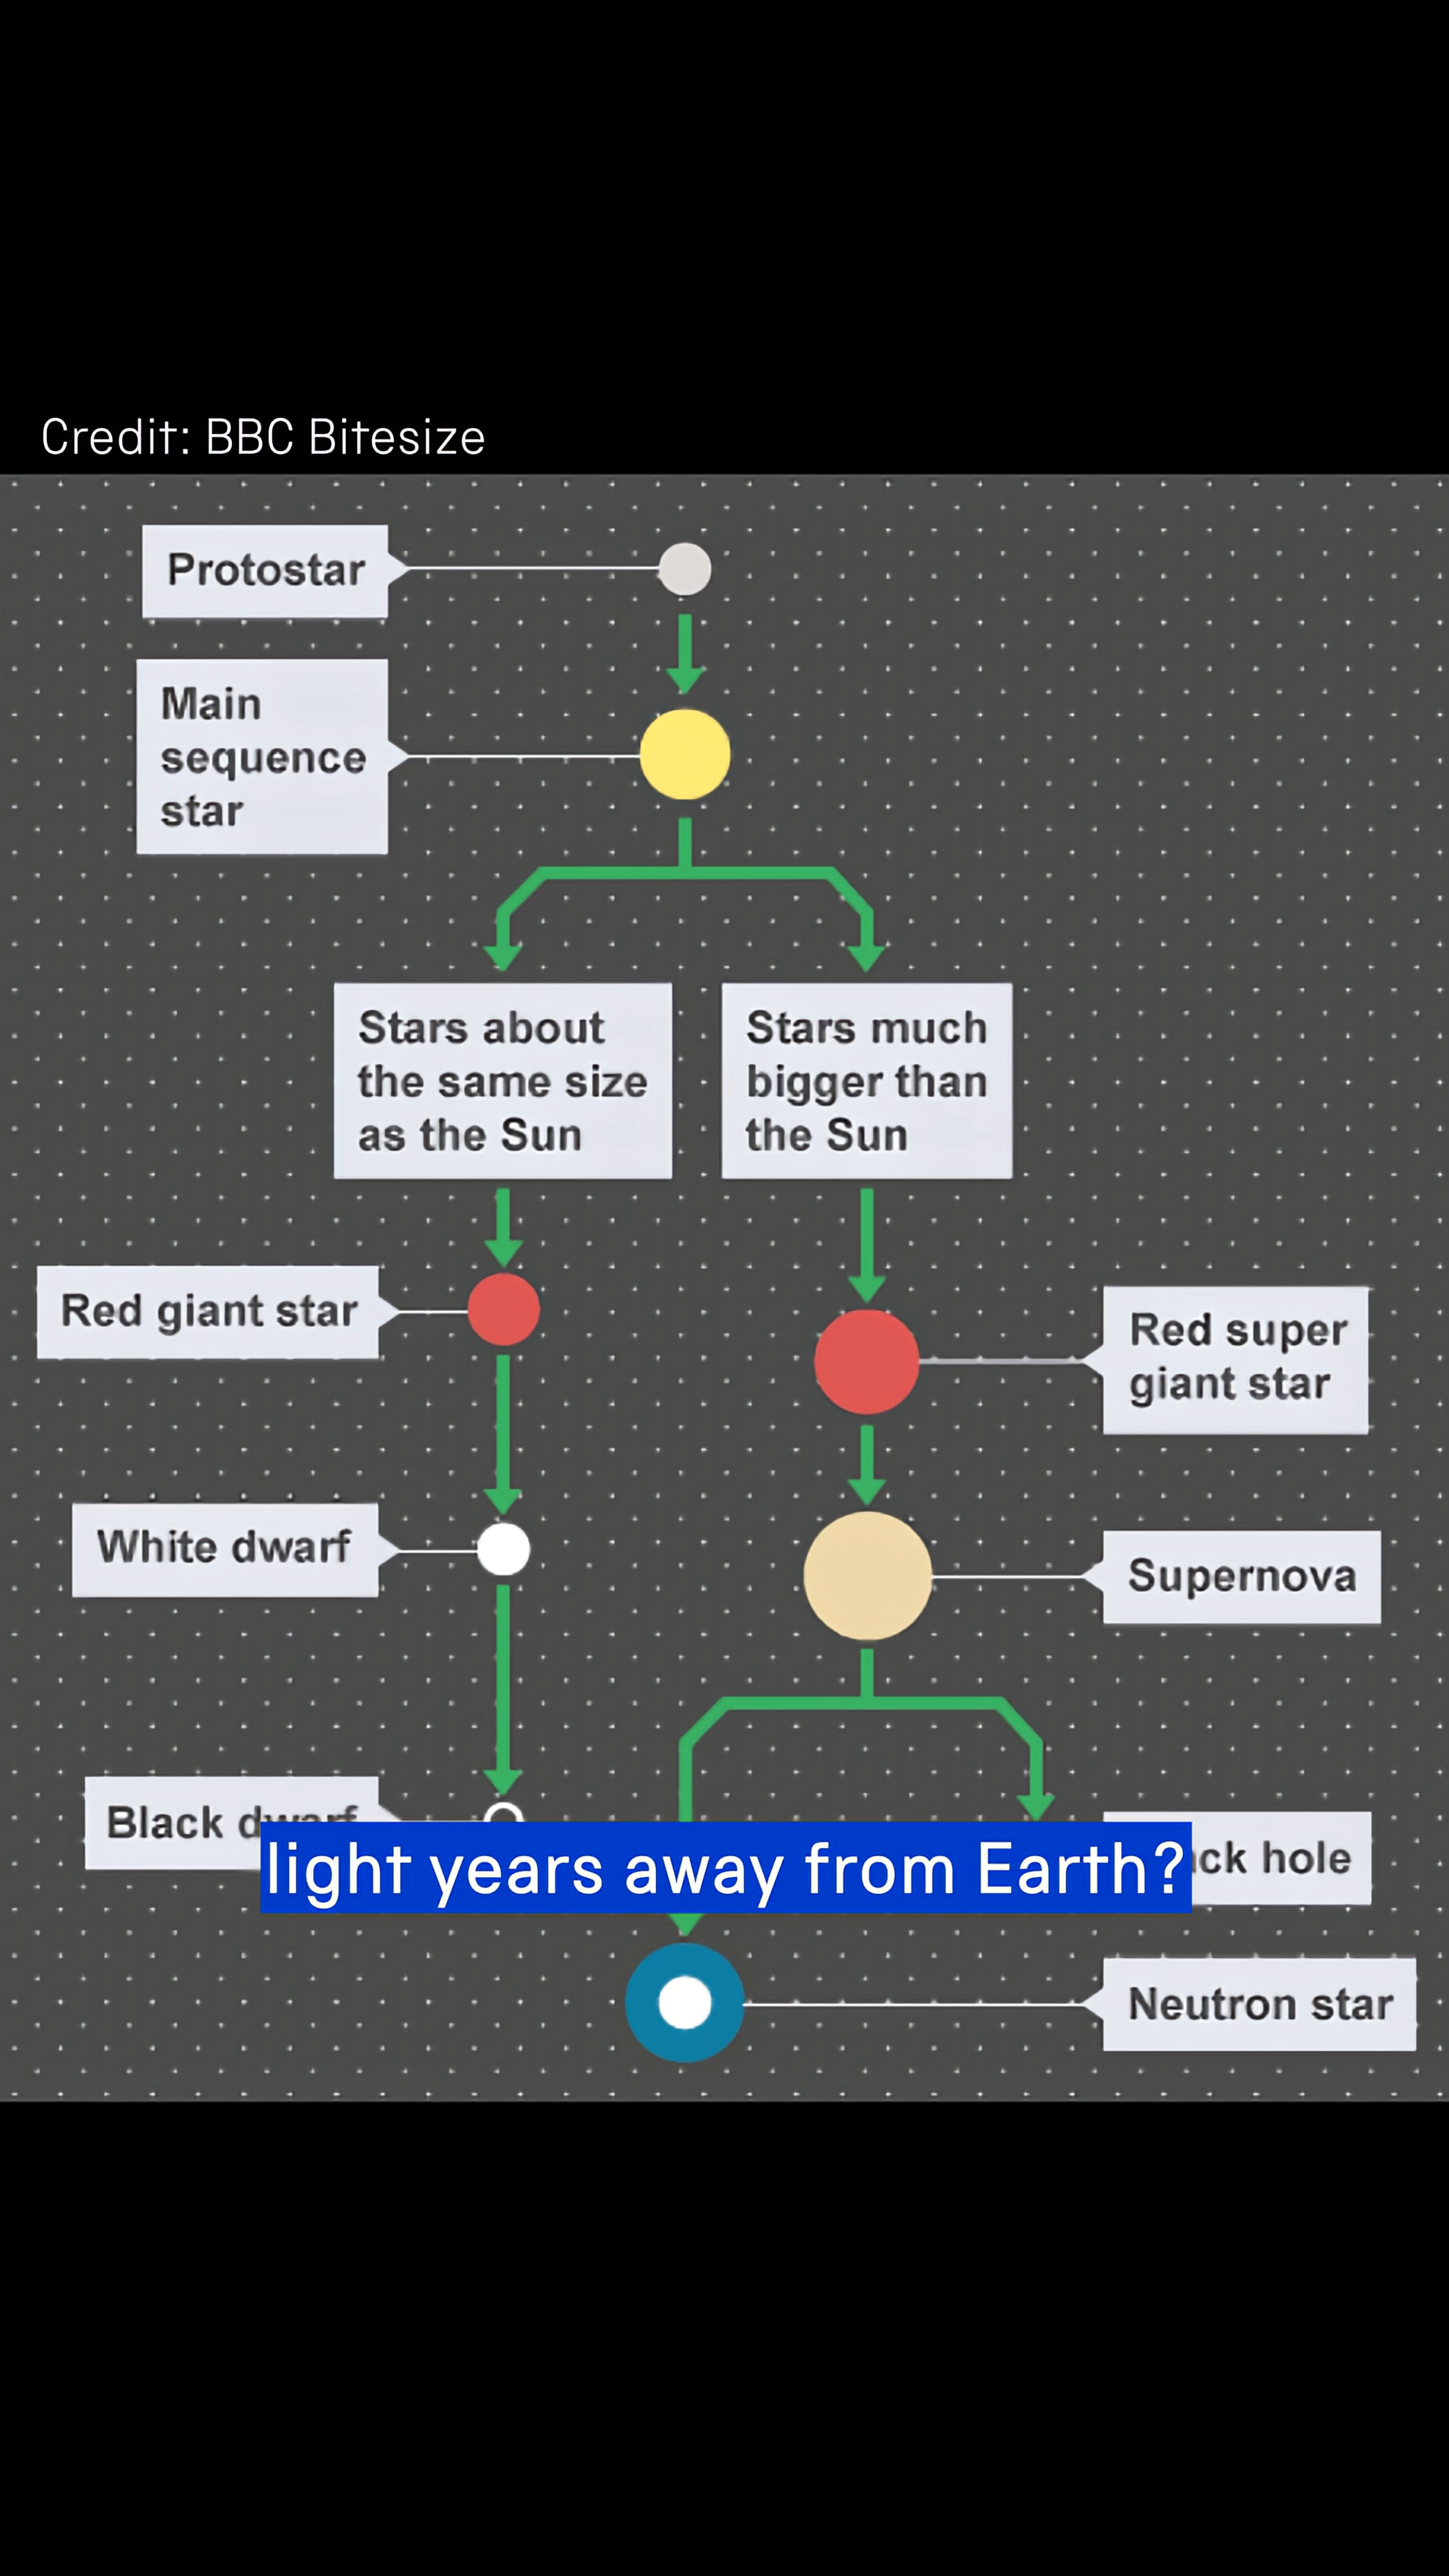 Credit: BBC Bitesize
Protostar
Main
sequence
star
Stars about
the same size
as the Sun
Stars much
bigger than
the Sun
Red giant star
Red super
giant star
White dwarf
Supernova
Black dwarf
light years away from Earth?
hole
Neutron star